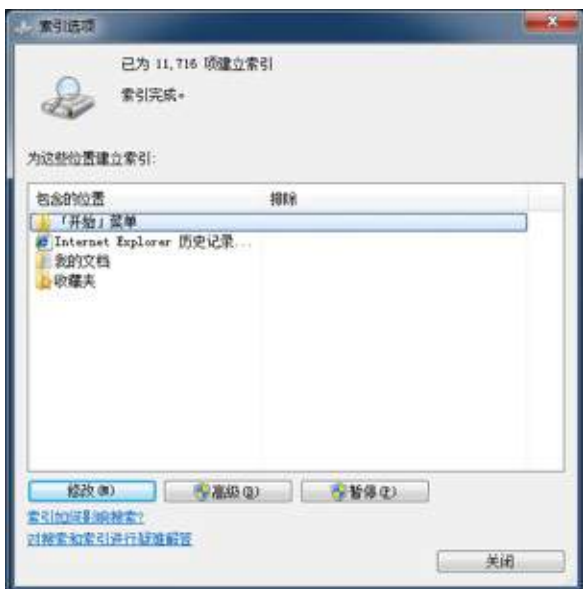 索引选项
已为 11,716 项建立索引
索引完成。
为这些位置建立索引:
包含的位置 排除
「开始」菜单
Internet Explorer 历史记录...
我的文档
收藏夹
修改(M) 高级(D) 暂停(P)
索引如何影响搜索?
对搜索和索引进行疑难解答
关闭